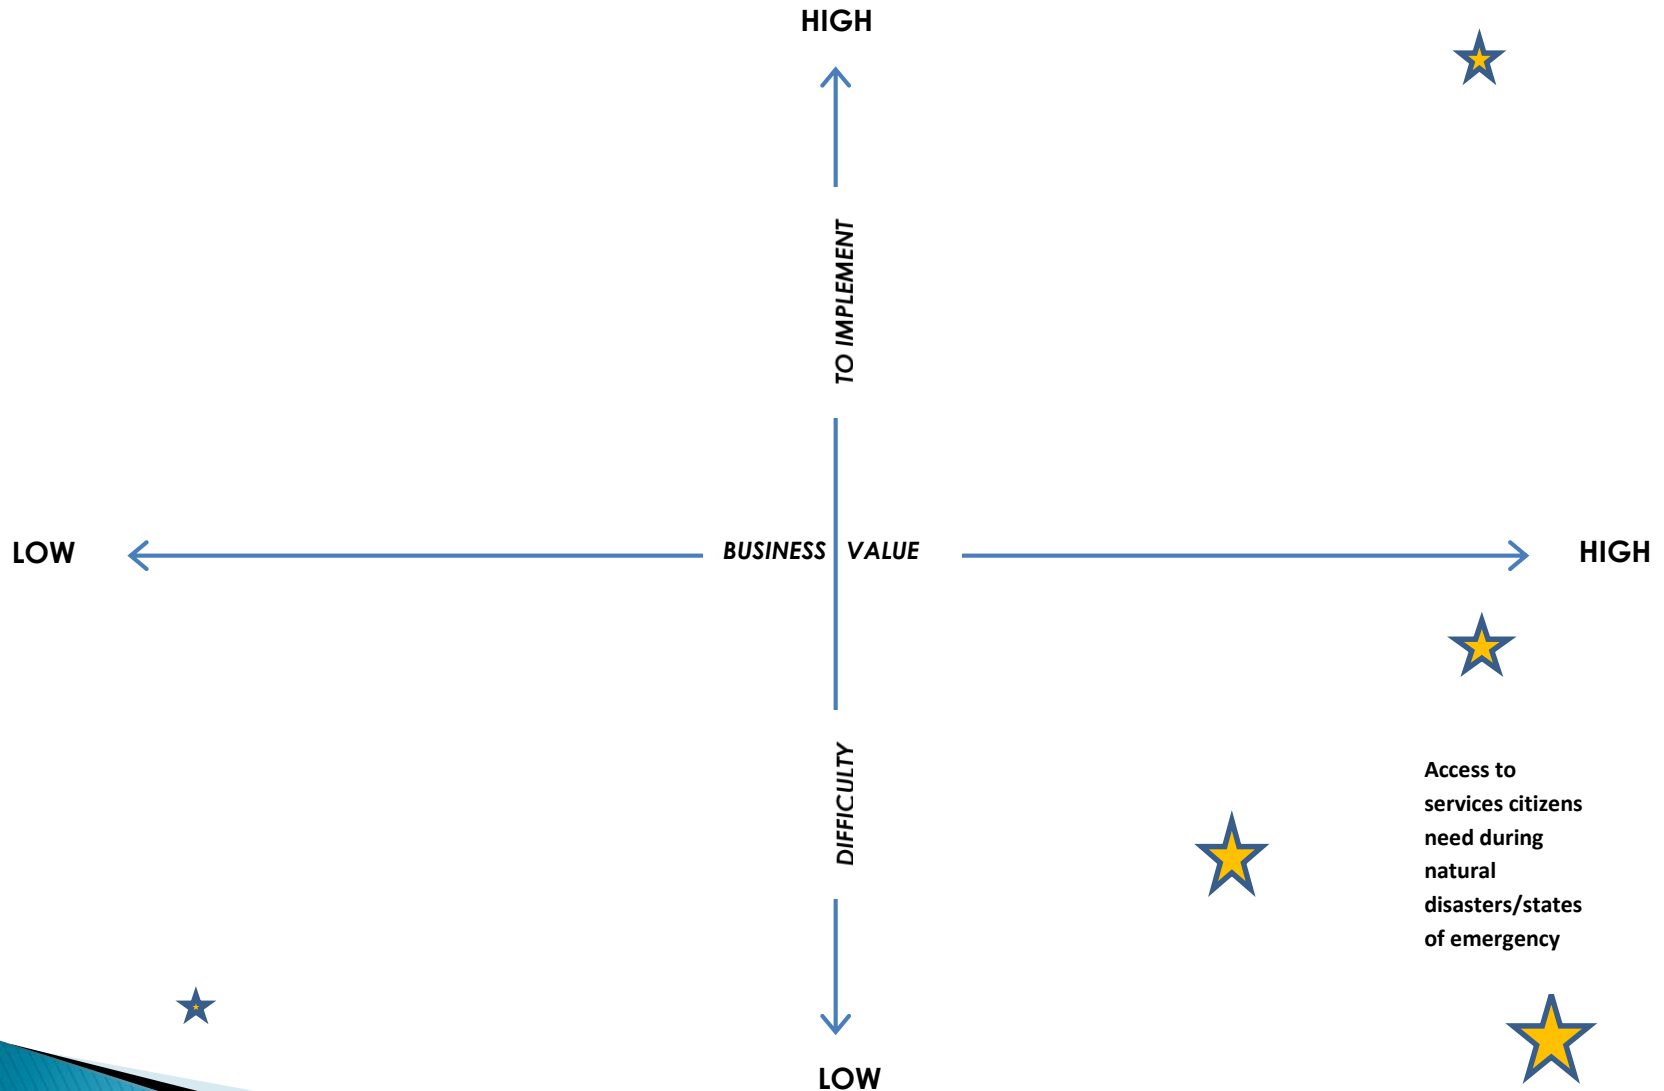 HIGH
TO IMPLEMENT
LOW
BUSINESS VALUE
HIGH
DIFFICULTY
Access to
services citizens
need during
natural
disasters/states
of emergency
LOW